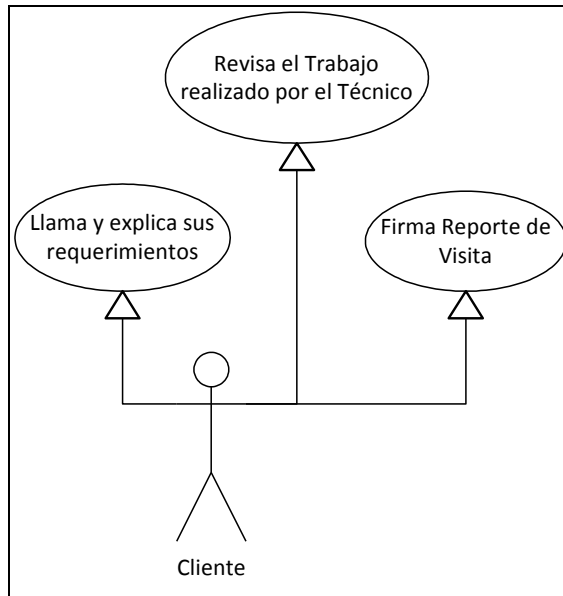 Revisa el Trabajo
realizado por el Técnico
Llama y explica sus
requerimientos
Firma Reporte de
Visita
Cliente